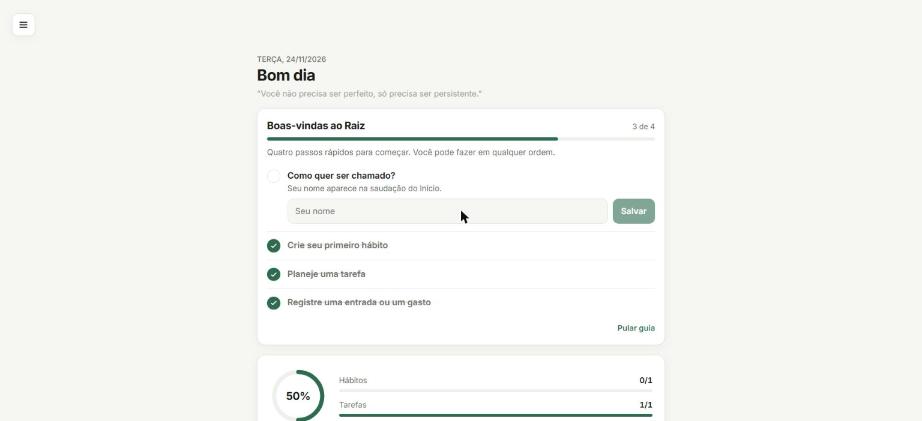 TERÇA, 24/11/2026
Bom dia
"Você não precisa ser perfeito, só precisa ser persistente."
Boas-vindas ao Raiz
3 de 4
Quatro passos rápidos para começar. Você pode fazer em qualquer ordem.
Como quer ser chamado?
Seu nome aparece na saudação do Início.
Seu nome
Salvar
Crie seu primeiro hábito
Planeje uma tarefa
Registre uma entrada ou um gasto
Pular guia
50%
Hábitos
0/1
Tarefas
1/1